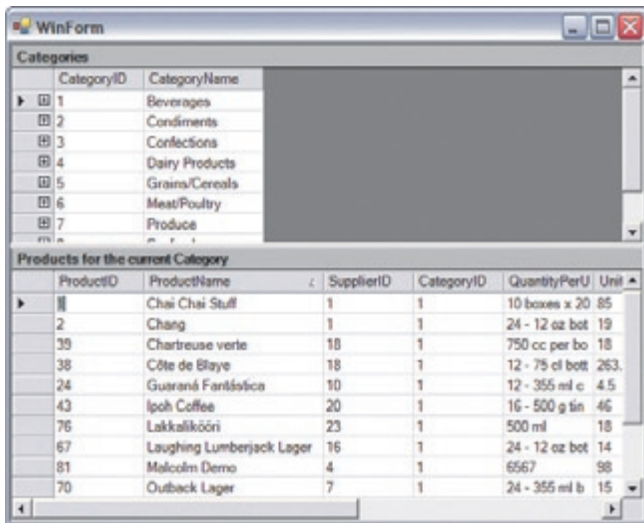 WinForm
Categories
CategoryID CategoryName
1 Beverages
2 Condiments
3 Confections
4 Dairy Products
5 Grains/Cereals
6 Meat/Poultry
7 Produce
Products for the current Category
ProductID ProductName SupplierID CategoryID QuantityPerU Unit
1 Chai Chai Stuff 1 1 10 boxes x 20 85
2 Chang 1 1 24 - 12 oz bot 19
39 Chartreuse verte 18 1 750 cc per bo 18
38 Côte de Blaye 18 1 12 - 75 cl bott 263.
24 Guaraná Fantástica 10 1 12 - 355 ml c 4.5
43 Ipoh Coffee 20 1 16 - 500 g tin 46
76 Lakkalikööri 23 1 500 ml 18
67 Laughing Lumberjack Lager 16 1 24 - 12 oz bot 14
81 Malcolm Demo 4 1 6567 98
70 Outback Lager 7 1 24 - 355 ml b 15